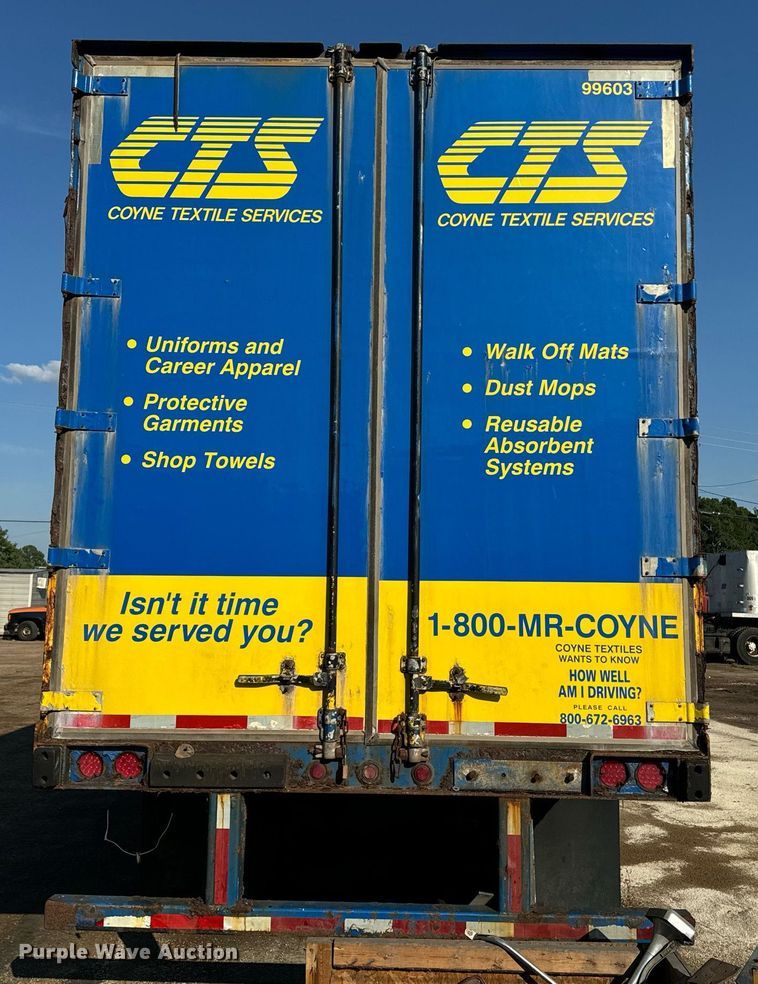 99603
CTS
COYNE TEXTILE SERVICES
• Uniforms and
Career Apparel
• Protective
Garments
• Shop Towels
CTS
COYNE TEXTILE SERVICES
• Walk Off Mats
• Dust Mops
• Reusable
Absorbent
Systems
Isn't it time
we served you?
1-800-MR-COYNE
COYNE TEXTILES
WANTS TO KNOW
HOW WELL
AM I DRIVING?
PLEASE CALL
800-672-6963
Purple Wave Auction